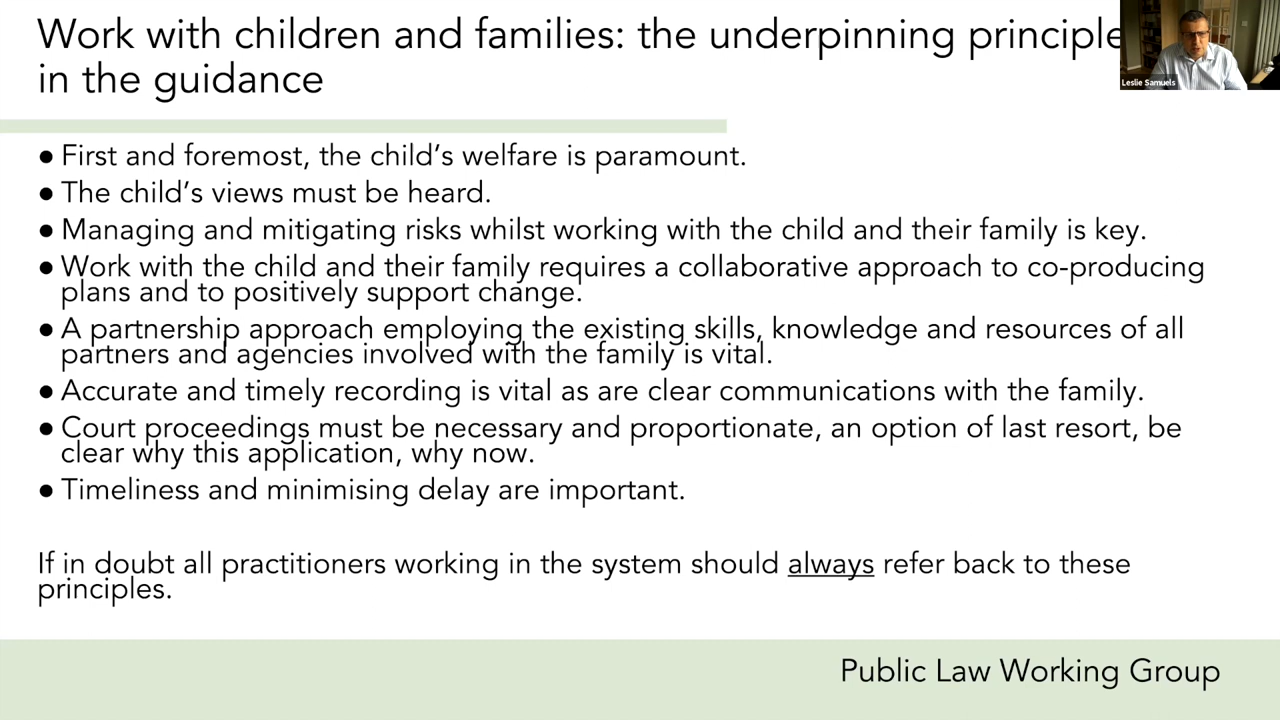 Work with children and families: the underpinning principle
in the guidance
Leslie Samuels
● First and foremost, the child’s welfare is paramount.
● The child’s views must be heard.
● Managing and mitigating risks whilst working with the child and their family is key.
● Work with the child and their family requires a collaborative approach to co-producing
plans and to positively support change.
● A partnership approach employing the existing skills, knowledge and resources of all
partners and agencies involved with the family is vital.
● Accurate and timely recording is vital as are clear communications with the family.
● Court proceedings must be necessary and proportionate, an option of last resort, be
clear why this application, why now.
● Timeliness and minimising delay are important.
If in doubt all practitioners working in the system should always refer back to these
principles.
Public Law Working Group